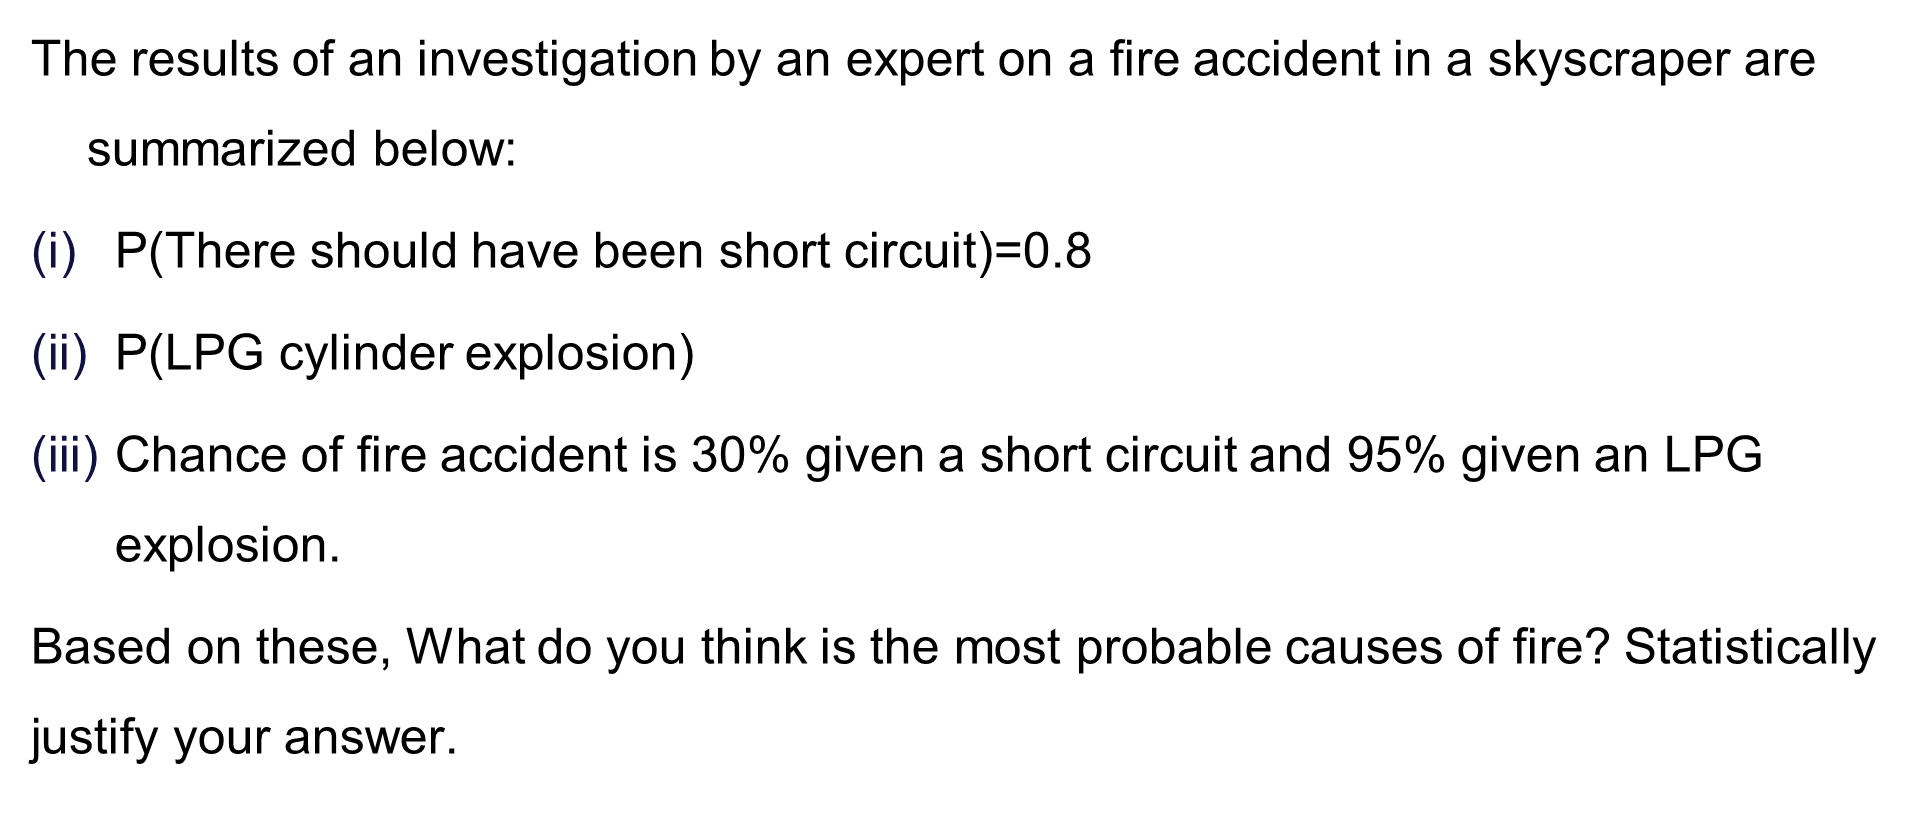 The results of an investigation by an expert on a fire accident in a skyscraper are
summarized below:
(i) P(There should have been short circuit)=0.8
(ii) P(LPG cylinder explosion)
(iii) Chance of fire accident is 30% given a short circuit and 95% given an LPG
explosion.
Based on these, What do you think is the most probable causes of fire? Statistically
justify your answer.